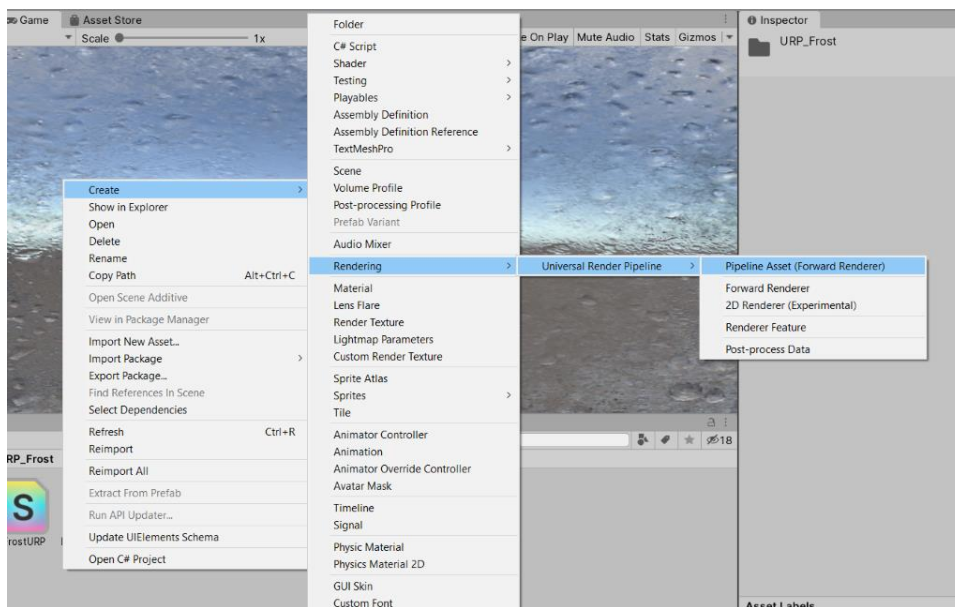 Game
Asset Store
Scale
1x
e On Play
Mute Audio
Stats
Gizmos
Inspector
URP_Frost
Create
Show in Explorer
Open
Delete
Rename
Copy Path Alt+Ctrl+C
Open Scene Additive
View in Package Manager
Import New Asset...
Import Package
Export Package...
Find References In Scene
Select Dependencies
Refresh Ctrl+R
Reimport
Reimport All
Extract From Prefab
Run API Updater...
Update UIElements Schema
Open C# Project
Folder
C# Script
Shader
Testing
Playables
Assembly Definition
Assembly Definition Reference
TextMeshPro
Scene
Volume Profile
Post-processing Profile
Prefab Variant
Audio Mixer
Rendering
Material
Lens Flare
Render Texture
Lightmap Parameters
Custom Render Texture
Sprite Atlas
Sprites
Tile
Animator Controller
Animation
Animator Override Controller
Avatar Mask
Timeline
Signal
Physic Material
Physics Material 2D
GUI Skin
Custom Font
Universal Render Pipeline
Pipeline Asset (Forward Renderer)
Forward Renderer
2D Renderer (Experimental)
Renderer Feature
Post-process Data
18
RP_Frost
S
rostURP
Asset Labels